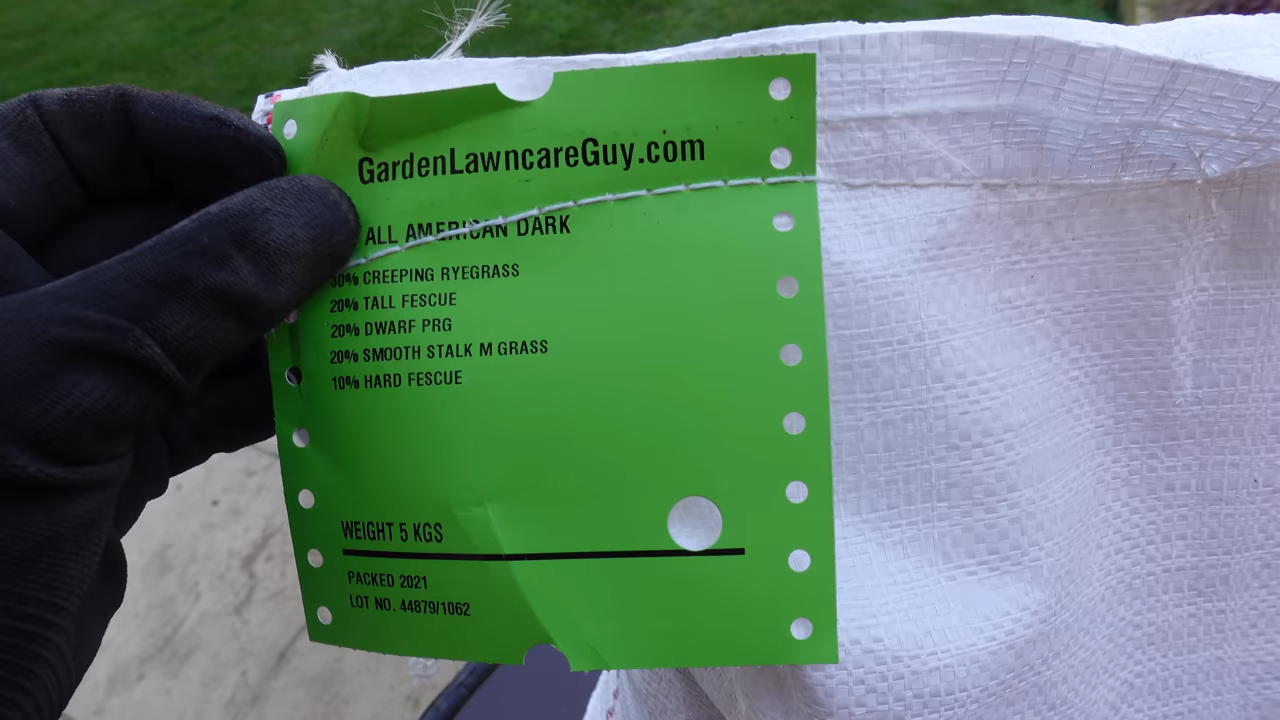 GardenLawncareGuy.com
ALL AMERICAN DARK
30% CREEPING RYEGRASS
20% TALL FESCUE
20% DWARF PRG
20% SMOOTH STALK M GRASS
10% HARD FESCUE
WEIGHT 5 KGS
PACKED 2021
LOT NO. 44879/1062